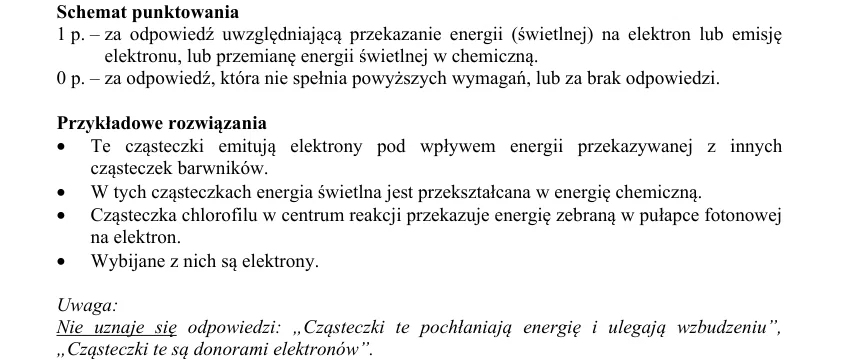 Schemat punktowania
1 p. – za odpowiedź uwzględniającą przekazanie energii (świetlnej) na elektron lub emisję
elektronu, lub przemianę energii świetlnej w chemiczną.
0 p. – za odpowiedź, która nie spełnia powyższych wymagań, lub za brak odpowiedzi.
Przykładowe rozwiązania
• Te cząsteczki emitują elektrony pod wpływem energii przekazywanej z innych
cząsteczek barwników.
• W tych cząsteczkach energia świetlna jest przekształcana w energię chemiczną.
• Cząsteczka chlorofilu w centrum reakcji przekazuje energię zebraną w pułapce fotonowej
na elektron.
• Wybijane z nich są elektrony.
Uwaga:
Nie uznaje się odpowiedzi: „Cząsteczki te pochłaniają energię i ulegają wzbudzeniu”,
„Cząsteczki te są donorami elektronów”.